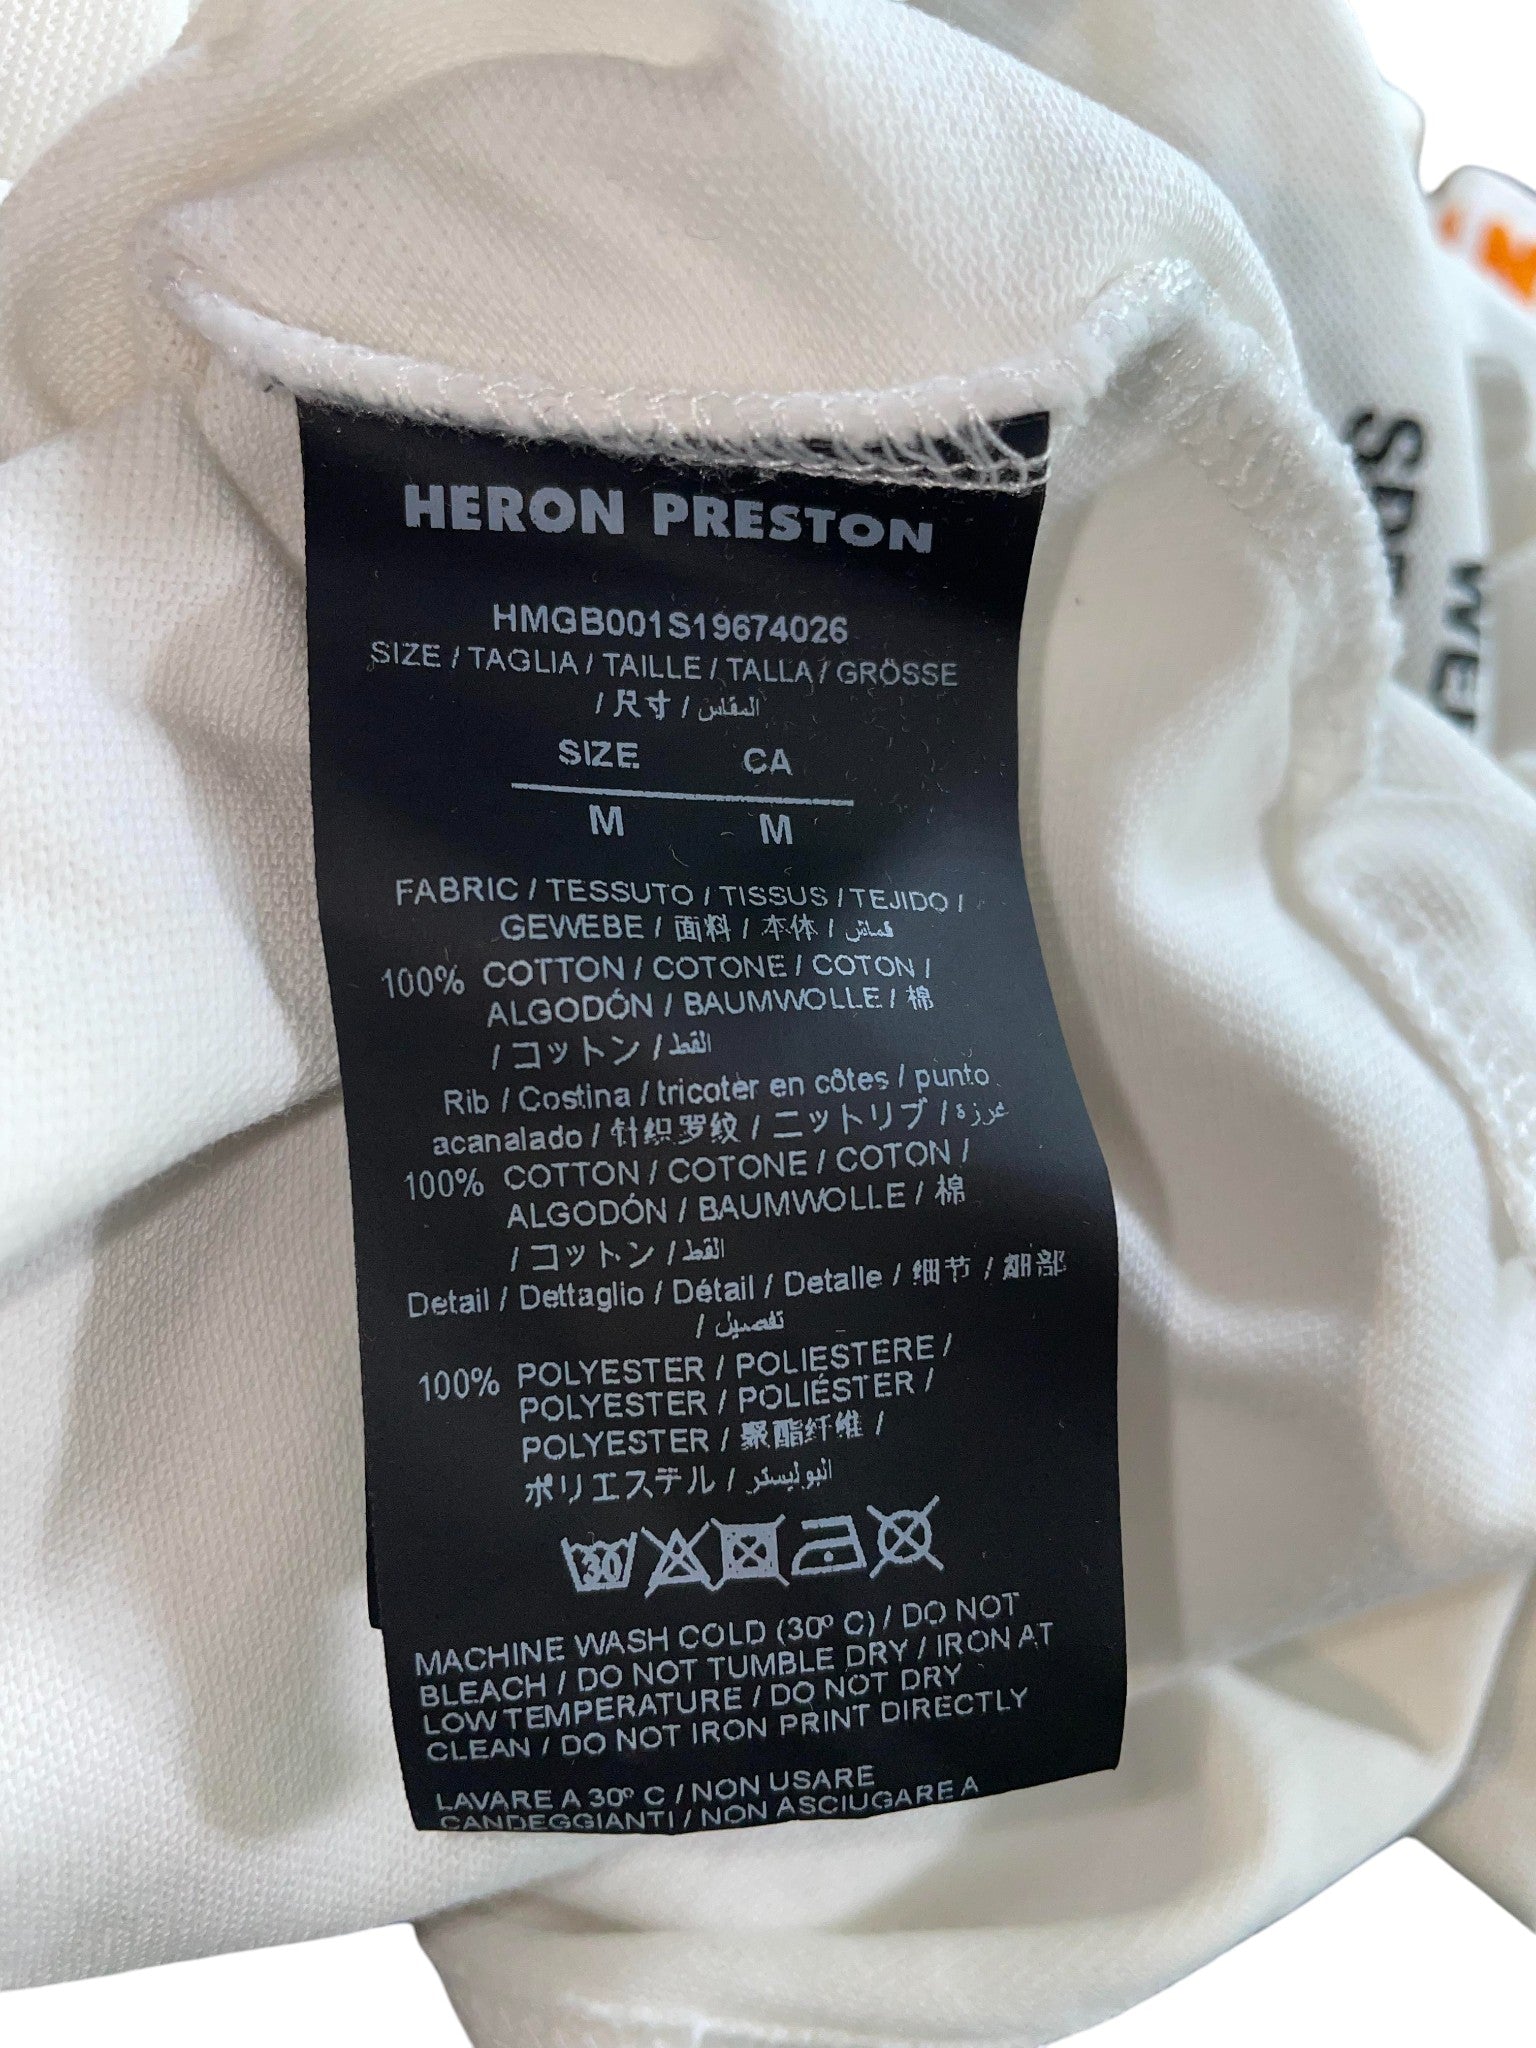 HERON PRESTON
HMGB001S19674026
SIZE / TAGLIA / TAILLE / TALLA / GRÖSSE
/ 尺寸 / المقاس
SIZE CA
M M
FABRIC / TESSUTO / TISSUS / TEJIDO /
GEWEBE / 面料 / 本体 / قماش
100% COTTON / COTONE / COTON /
ALGODÓN / BAUMWOLLE / 棉
/ コットン / القط
Rib / Costina / tricoter en côtes / punto
acanalado / 针织罗纹 / ニットリブ / غرزة
100% COTTON / COTONE / COTON /
ALGODÓN / BAUMWOLLE / 棉
/ コットン / القط
Detail / Dettaglio / Détail / Detalle / 细节 / 細部
/ تفصيل
100% POLYESTER / POLIESTERE /
POLYESTER / POLIÉSTER /
POLYESTER / 聚酯纤维 /
ポリエステル / البوليستر
30
MACHINE WASH COLD (30º C) / DO NOT
BLEACH / DO NOT TUMBLE DRY / IRON AT
LOW TEMPERATURE / DO NOT DRY
CLEAN / DO NOT IRON PRINT DIRECTLY
LAVARE A 30º C / NON USARE
CANDEGGIANTI / NON ASCIUGARE A